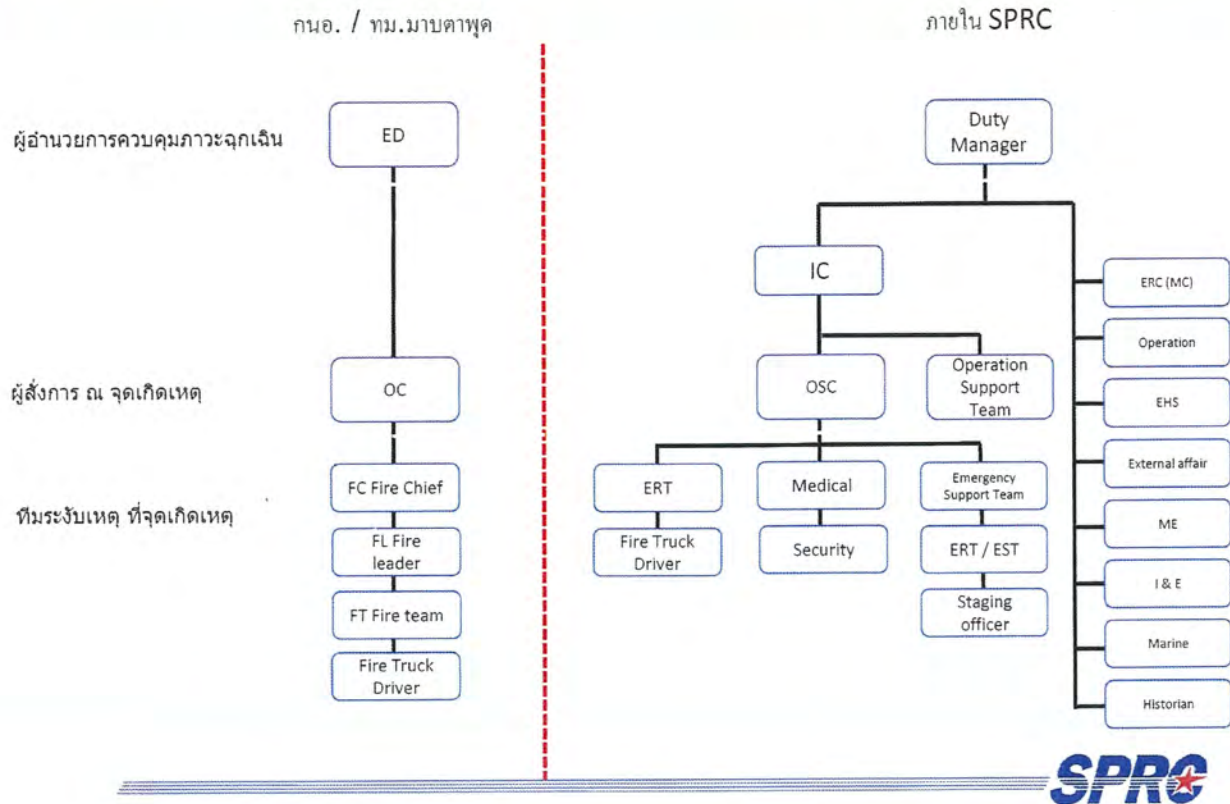 กนอ. / ทม.มาบตาพุด
ภายใน SPRC
ผู้อำนวยการควบคุมภาวะฉุกเฉิน
ED
Duty
Manager
IC
ERC (MC)
Operation
ผู้สั่งการ ณ จุดเกิดเหตุ
OC
OSC
Operation
Support
Team
EHS
External affair
ทีมระงับเหตุ ที่จุดเกิดเหตุ
FC Fire Chief
ERT
Medical
Emergency
Support Team
ME
FL Fire
leader
Fire Truck
Driver
Security
ERT / EST
I & E
FT Fire team
Staging
officer
Marine
Fire Truck
Driver
Historian
SPRC